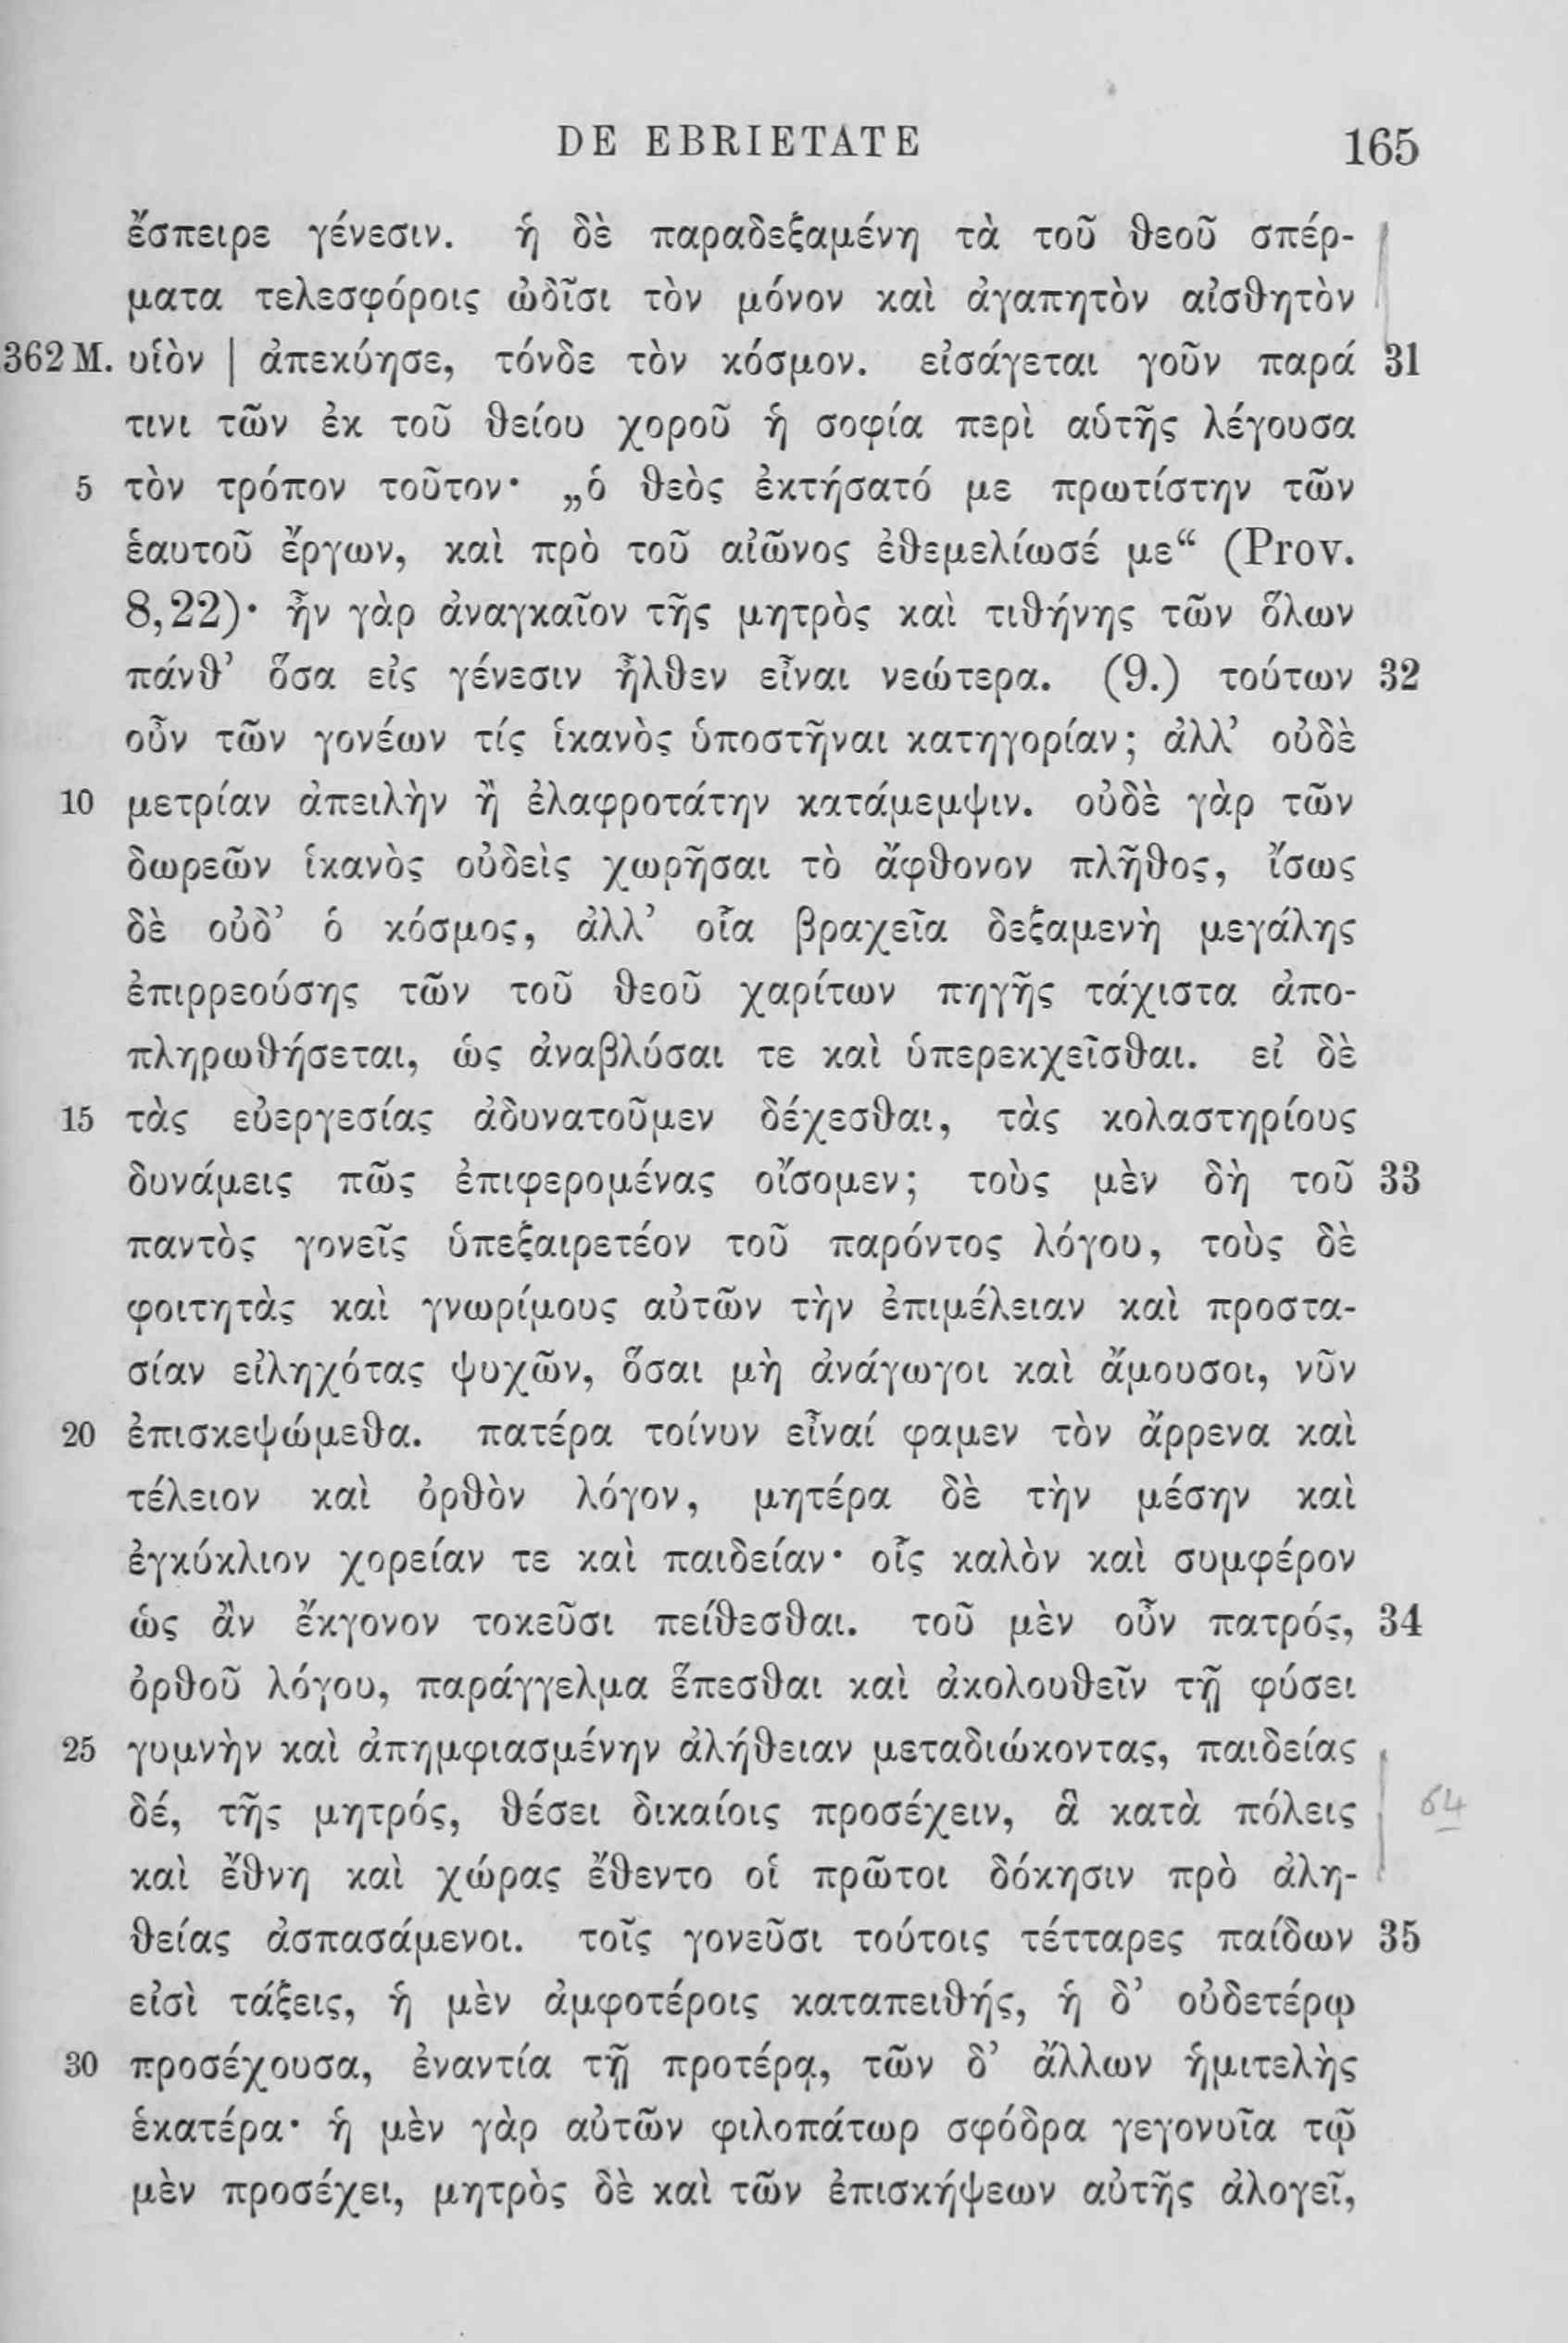 DE EBRIETATE 165
ἔσπειρε γένεσιν. ἡ δὲ παραδεξαμένη τὰ τοῦ θεοῦ σπέρ-
ματα τελεσφόροις ὠδῖσι τὸν μόνον καὶ ἀγαπητὸν αἰσθητὸν
362 M. υἱὸν | ἀπεκύησε, τόνδε τὸν κόσμον. εἰσάγεται γοῦν παρά 31
τινι τῶν ἐκ τοῦ θείου χοροῦ ἡ σοφία περὶ αὑτῆς λέγουσα
5 τὸν τρόπον τοῦτον· „ὁ θεὸς ἐκτήσατό με πρωτίστην τῶν
ἑαυτοῦ ἔργων, καὶ πρὸ τοῦ αἰῶνος ἐθεμελίωσέ με“ (Prov.
8,22)· ἦν γὰρ ἀναγκαῖον τῆς μητρὸς καὶ τιθήνης τῶν ὅλων
πάνθ’ ὅσα εἰς γένεσιν ἦλθεν εἶναι νεώτερα. (9.) τούτων 32
οὖν τῶν γονέων τίς ἱκανὸς ὑποστῆναι κατηγορίαν; ἀλλ’ οὐδὲ
10 μετρίαν ἀπειλὴν ἢ ἐλαφροτάτην κατάμεμψιν. οὐδὲ γὰρ τῶν
δωρεῶν ἱκανὸς οὐδεὶς χωρῆσαι τὸ ἄφθονον πλῆθος, ἴσως
δὲ οὐδ’ ὁ κόσμος, ἀλλ’ οἷα βραχεῖα δεξαμενὴ μεγάλης
ἐπιρρεούσης τῶν τοῦ θεοῦ χαρίτων πηγῆς τάχιστα ἀπο-
πληρωθήσεται, ὡς ἀναβλύσαι τε καὶ ὑπερεκχεῖσθαι. εἰ δὲ
15 τὰς εὐεργεσίας ἀδυνατοῦμεν δέχεσθαι, τὰς κολαστηρίους
δυνάμεις πῶς ἐπιφερομένας οἴσομεν; τοὺς μὲν δὴ τοῦ 33
παντὸς γονεῖς ὑπεξαιρετέον τοῦ παρόντος λόγου, τοὺς δὲ
φοιτητὰς καὶ γνωρίμους αὐτῶν τὴν ἐπιμέλειαν καὶ προστα-
σίαν εἰληχότας ψυχῶν, ὅσαι μὴ ἀνάγωγοι καὶ ἄμουσοι, νῦν
20 ἐπισκεψώμεθα. πατέρα τοίνυν εἶναί φαμεν τὸν ἄρρενα καὶ
τέλειον καὶ ὀρθὸν λόγον, μητέρα δὲ τὴν μέσην καὶ
ἐγκύκλιον χορείαν τε καὶ παιδείαν· οἷς καλὸν καὶ συμφέρον
ὡς ἂν ἔκγονον τοκεῦσι πείθεσθαι. τοῦ μὲν οὖν πατρός, 34
ὀρθοῦ λόγου, παράγγελμα ἕπεσθαι καὶ ἀκολουθεῖν τῇ φύσει
25 γυμνὴν καὶ ἀπημφιασμένην ἀλήθειαν μεταδιώκοντας, παιδείας
δέ, τῆς μητρός, θέσει δικαίοις προσέχειν, ἃ κατὰ πόλεις 64
καὶ ἔθνη καὶ χώρας ἔθεντο οἱ πρῶτοι δόκησιν πρὸ ἀλη-
θείας ἀσπασάμενοι. τοῖς γονεῦσι τούτοις τέτταρες παίδων 35
εἰσὶ τάξεις, ἡ μὲν ἀμφοτέροις καταπειθής, ἡ δ’ οὐδετέρῳ
30 προσέχουσα, ἐναντία τῇ προτέρᾳ, τῶν δ’ ἄλλων ἡμιτελὴς
ἑκατέρα· ἡ μὲν γὰρ αὐτῶν φιλοπάτωρ σφόδρα γεγονυῖα τῷ
μὲν προσέχει, μητρὸς δὲ καὶ τῶν ἐπισκήψεων αὐτῆς ἀλογεῖ,